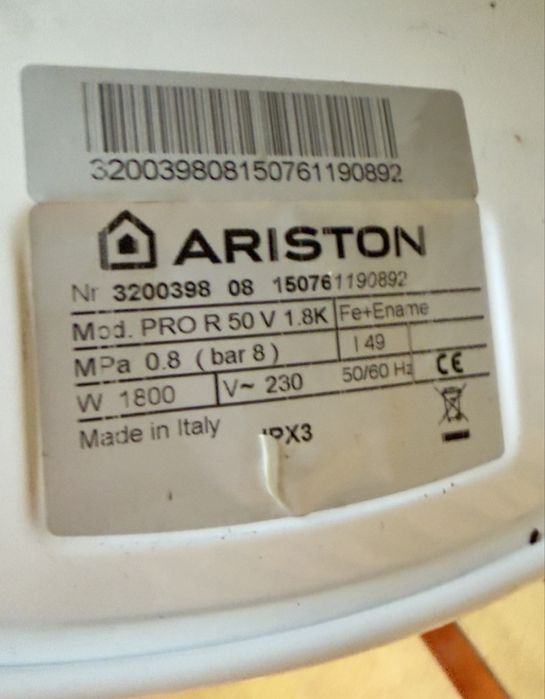 320039808150761190892
ARISTON
Nr 3200398 08 150761190892
Mod. PRO R 50 V 1.8K Fe+Ename
MPa 0.8 ( bar 8 ) l 49
W 1800 V~ 230 50/60 Hz CE
Made in Italy IPX3